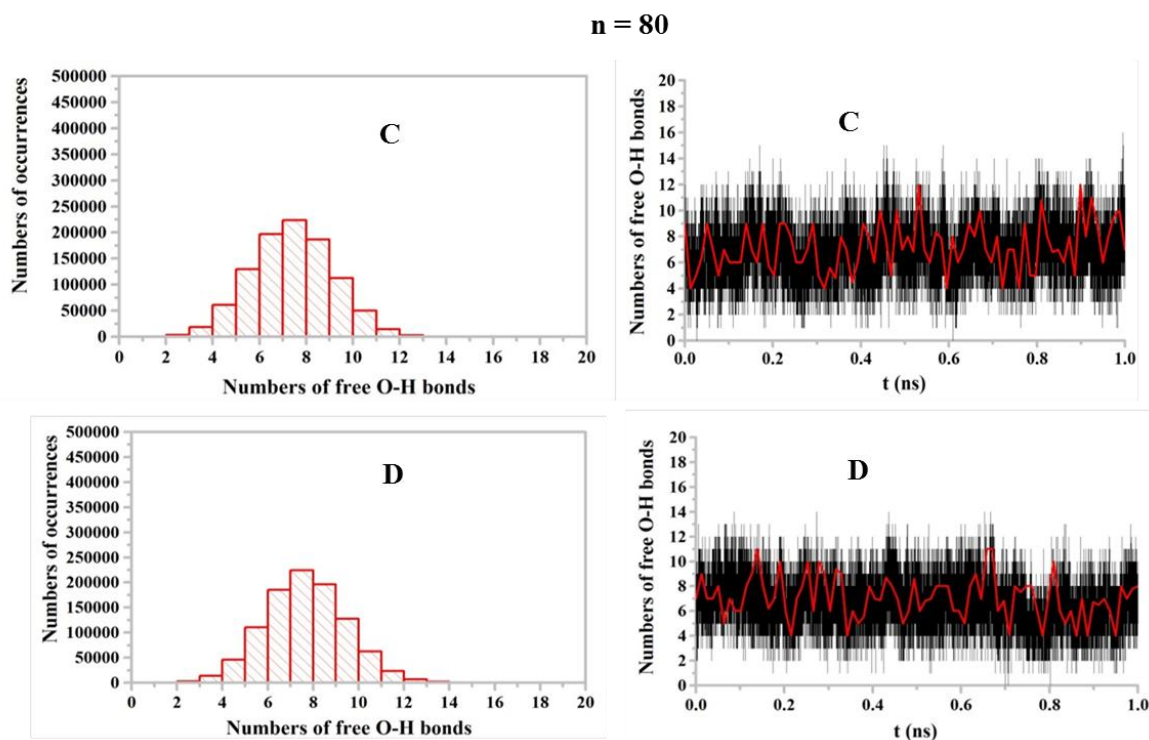 n = 80
Numbers of occurrences
500000
450000
400000
350000
300000
250000
200000
150000
100000
50000
0
C
0 2 4 6 8 10 12 14 16 18 20
Numbers of free O-H bonds
Numbers of free O-H bonds
20
18
16
14
12
10
8
6
4
2
0
C
0.0 0.2 0.4 0.6 0.8 1.0
t (ns)
Numbers of occurrences
500000
450000
400000
350000
300000
250000
200000
150000
100000
50000
0
D
0 2 4 6 8 10 12 14 16 18 20
Numbers of free O-H bonds
Numbers of free O-H bonds
20
18
16
14
12
10
8
6
4
2
0
D
0.0 0.2 0.4 0.6 0.8 1.0
t (ns)